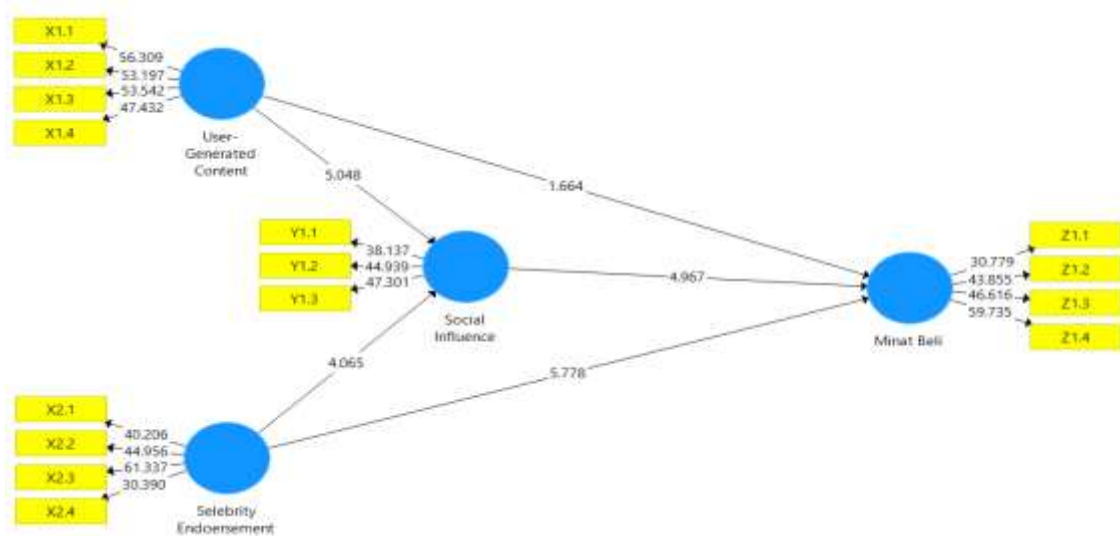 X1.1
X1.2
X1.3
X1.4
56.309
53.197
53.542
47.432
User-
Generated
Content
5.048
1.664
Y1.1
Y1.2
Y1.3
38.137
44.939
47.301
Social
Influence
4.967
Z1.1
Z1.2
Z1.3
Z1.4
30.779
43.855
46.616
59.735
Minat Beli
4.065
5.778
X2.1
X2.2
X2.3
X2.4
40.206
44.956
61.337
30.390
Selebrity
Endoersement